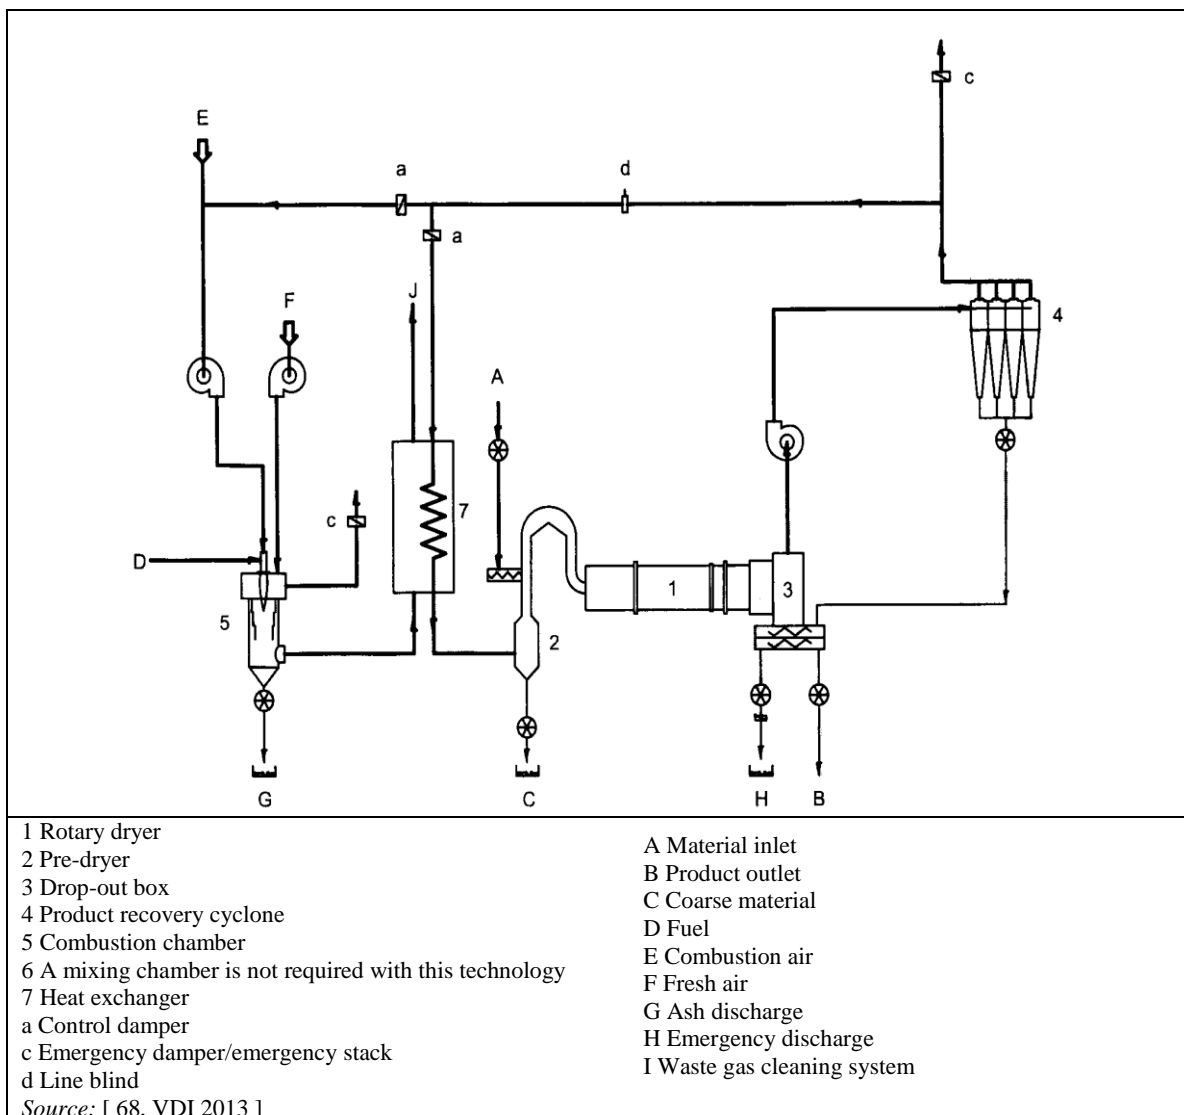 c
E
a
d
a
J
F
4
A
7
c
D
1
3
5
2
G
C
H
B
1 Rotary dryer
2 Pre-dryer
3 Drop-out box
4 Product recovery cyclone
5 Combustion chamber
6 A mixing chamber is not required with this technology
7 Heat exchanger
a Control damper
c Emergency damper/emergency stack
d Line blind
Source: [ 68, VDI 2013 ]
A Material inlet
B Product outlet
C Coarse material
D Fuel
E Combustion air
F Fresh air
G Ash discharge
H Emergency discharge
I Waste gas cleaning system